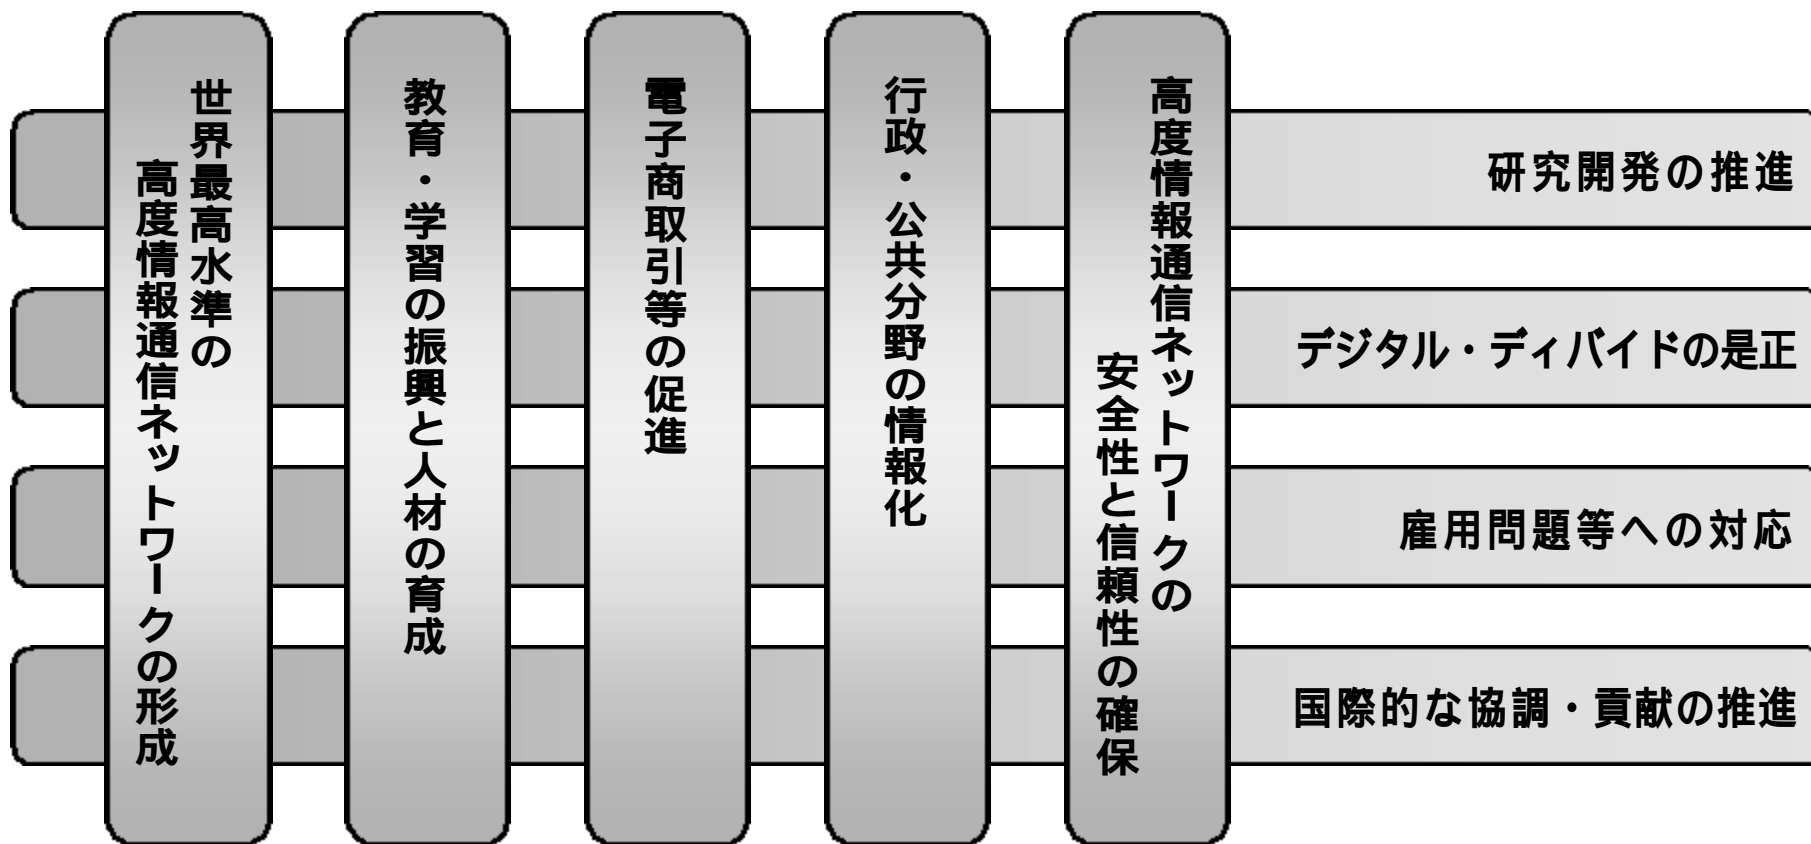 世界最高水準の
高度情報通信ネットワークの形成
教育・学習の振興と人材の育成
電子商取引等の促進
行政・公共分野の情報化
高度情報通信ネットワークの
安全性と信頼性の確保
研究開発の推進
デジタル・ディバイドの是正
雇用問題等への対応
国際的な協調・貢献の推進